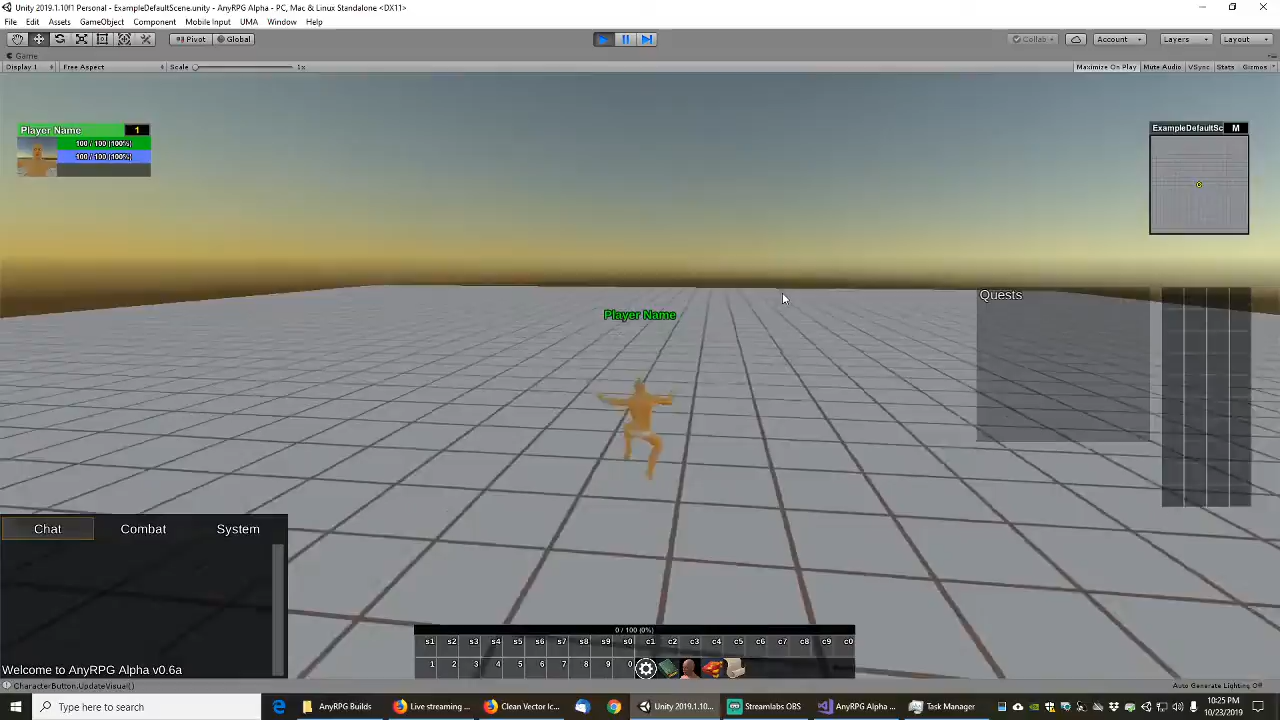 Unity 2019.1.10f1 Personal - ExampleDefaultScene.unity - AnyRPG Alpha - PC, Mac & Linux Standalone <DX11>
File Edit Assets GameObject Component Mobile Input UMA Window Help
Pivot Global Collab Account Layers Layout
Game
Display 1 Free Aspect Scale 1x Maximize On Play Mute Audio VSync Stats Gizmos
Player Name 1
100 / 100 (100%)
100 / 100 (100%)
ExampleDefaultSc M
Quests
Player Name
Chat Combat System
Welcome to AnyRPG Alpha v0.6a
0 / 100 (0%)
s1 s2 s3 s4 s5 s6 s7 s8 s9 s0 c1 c2 c3 c4 c5 c6 c7 c8 c9 c0
1 2 3 4 5 6 7 8 9 0
CharacterButton.UpdateVisual()
Auto Generate Lighting Off
Type here to search
AnyRPG Builds
Live streaming ...
Clean Vector Ic...
Unity 2019.1.10...
Streamlabs OBS
AnyRPG Alpha ...
Task Manager
10:25 PM
10/23/2019